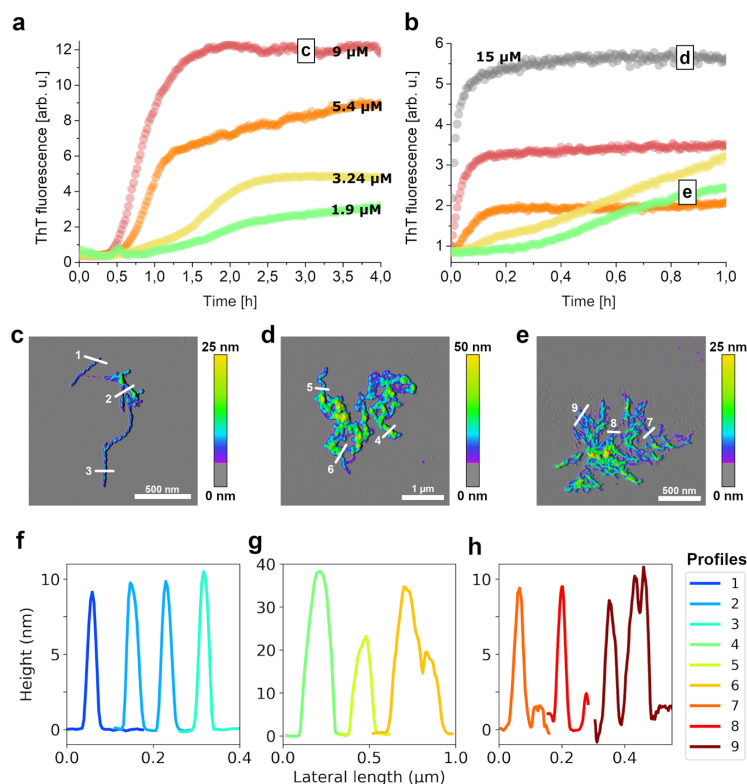 a
b
ThT fluorescence [arb. u.]
12
10
8
6
4
2
0
c
9 µM
5.4 µM
3.24 µM
1.9 µM
0,0
0,5
1,0
1,5
2,0
2,5
3,0
3,5
4,0
Time [h]
ThT fluorescence [arb. u.]
6
5
4
3
2
1
15 µM
d
e
0,0
0,2
0,4
0,6
0,8
1,0
Time [h]
c
1
2
3
500 nm
25 nm
0 nm
d
5
4
6
1 µm
50 nm
0 nm
e
9
8
7
500 nm
25 nm
0 nm
f
Height (nm)
10
5
0
0.0
0.2
0.4
g
40
30
20
10
0
0.0
0.5
1.0
Lateral length (µm)
h
10
5
0
0.0
0.2
0.4
Profiles
1
2
3
4
5
6
7
8
9